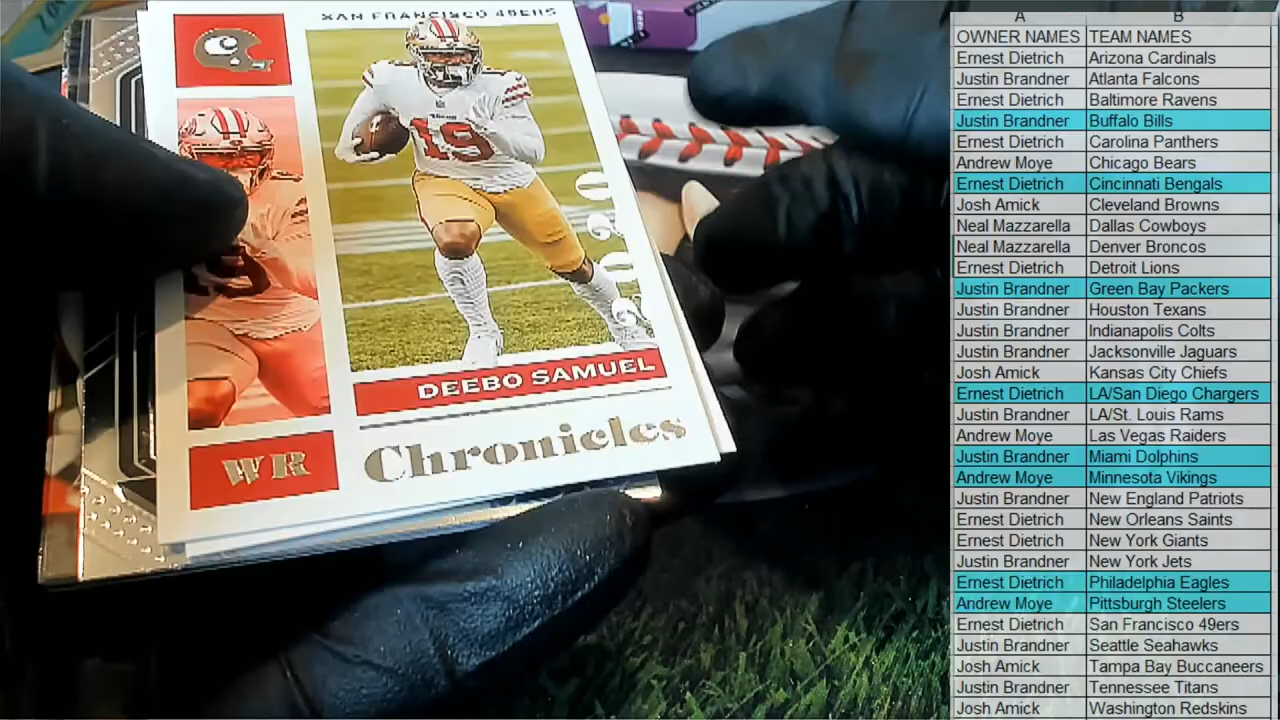 SAN FRANCISCO 49ERS
19
2020
DEEBO SAMUEL
WR
Chronicles
A B
OWNER NAMES TEAM NAMES
Ernest Dietrich Arizona Cardinals
Justin Brandner Atlanta Falcons
Ernest Dietrich Baltimore Ravens
Justin Brandner Buffalo Bills
Ernest Dietrich Carolina Panthers
Andrew Moye Chicago Bears
Ernest Dietrich Cincinnati Bengals
Josh Amick Cleveland Browns
Neal Mazzarella Dallas Cowboys
Neal Mazzarella Denver Broncos
Ernest Dietrich Detroit Lions
Justin Brandner Green Bay Packers
Justin Brandner Houston Texans
Justin Brandner Indianapolis Colts
Justin Brandner Jacksonville Jaguars
Josh Amick Kansas City Chiefs
Ernest Dietrich LA/San Diego Chargers
Justin Brandner LA/St. Louis Rams
Andrew Moye Las Vegas Raiders
Justin Brandner Miami Dolphins
Andrew Moye Minnesota Vikings
Justin Brandner New England Patriots
Ernest Dietrich New Orleans Saints
Ernest Dietrich New York Giants
Justin Brandner New York Jets
Ernest Dietrich Philadelphia Eagles
Andrew Moye Pittsburgh Steelers
Ernest Dietrich San Francisco 49ers
Justin Brandner Seattle Seahawks
Josh Amick Tampa Bay Buccaneers
Justin Brandner Tennessee Titans
Josh Amick Washington Redskins